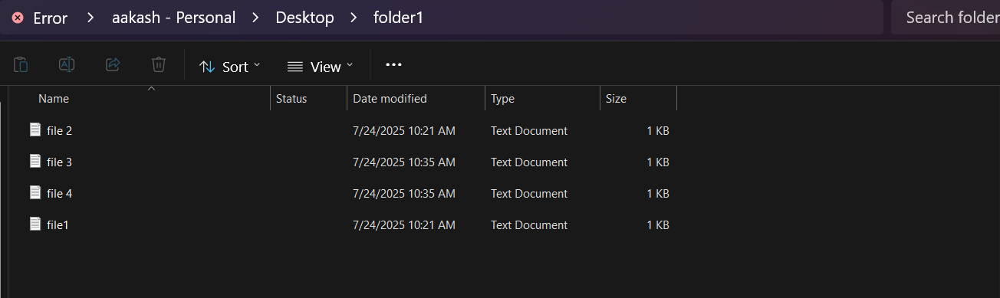 Error > aakash - Personal > Desktop > folder1 Search folder
Sort View ...
Name Status Date modified Type Size
file 2 7/24/2025 10:21 AM Text Document 1 KB
file 3 7/24/2025 10:35 AM Text Document 1 KB
file 4 7/24/2025 10:35 AM Text Document 1 KB
file1 7/24/2025 10:21 AM Text Document 1 KB